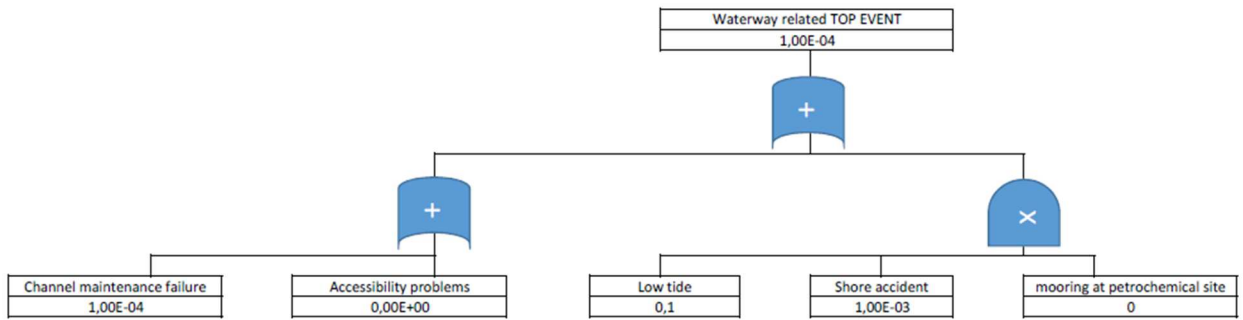 Waterway related TOP EVENT
1,00E-04
+
+
×
Channel maintenance failure
1,00E-04
Accessibility problems
0,00E+00
Low tide
0,1
Shore accident
1,00E-03
mooring at petrochemical site
0